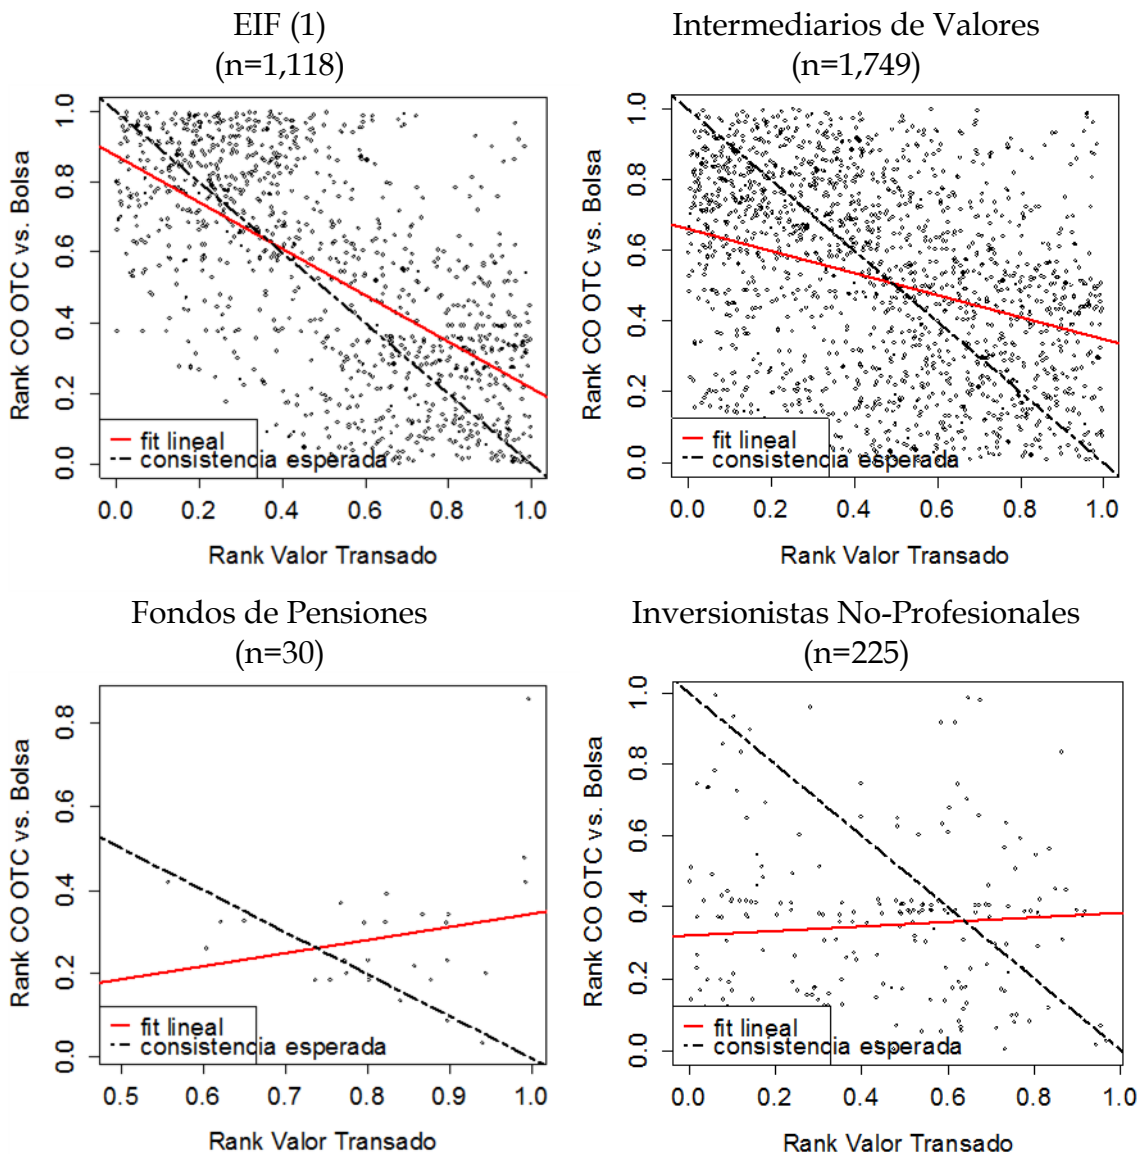 EIF (1)
(n=1,118)
Rank CO OTC vs. Bolsa
1.0
0.8
0.6
0.4
0.2
0.0
fit lineal
consistencia esperada
0.0 0.2 0.4 0.6 0.8 1.0
Rank Valor Transado
Intermediarios de Valores
(n=1,749)
Rank CO OTC vs. Bolsa
1.0
0.8
0.6
0.4
0.2
0.0
fit lineal
consistencia esperada
0.0 0.2 0.4 0.6 0.8 1.0
Rank Valor Transado
Fondos de Pensiones
(n=30)
Rank CO OTC vs. Bolsa
0.8
0.6
0.4
0.2
0.0
fit lineal
consistencia esperada
0.5 0.6 0.7 0.8 0.9 1.0
Rank Valor Transado
Inversionistas No-Profesionales
(n=225)
Rank CO OTC vs. Bolsa
1.0
0.8
0.6
0.4
0.2
0.0
fit lineal
consistencia esperada
0.0 0.2 0.4 0.6 0.8 1.0
Rank Valor Transado